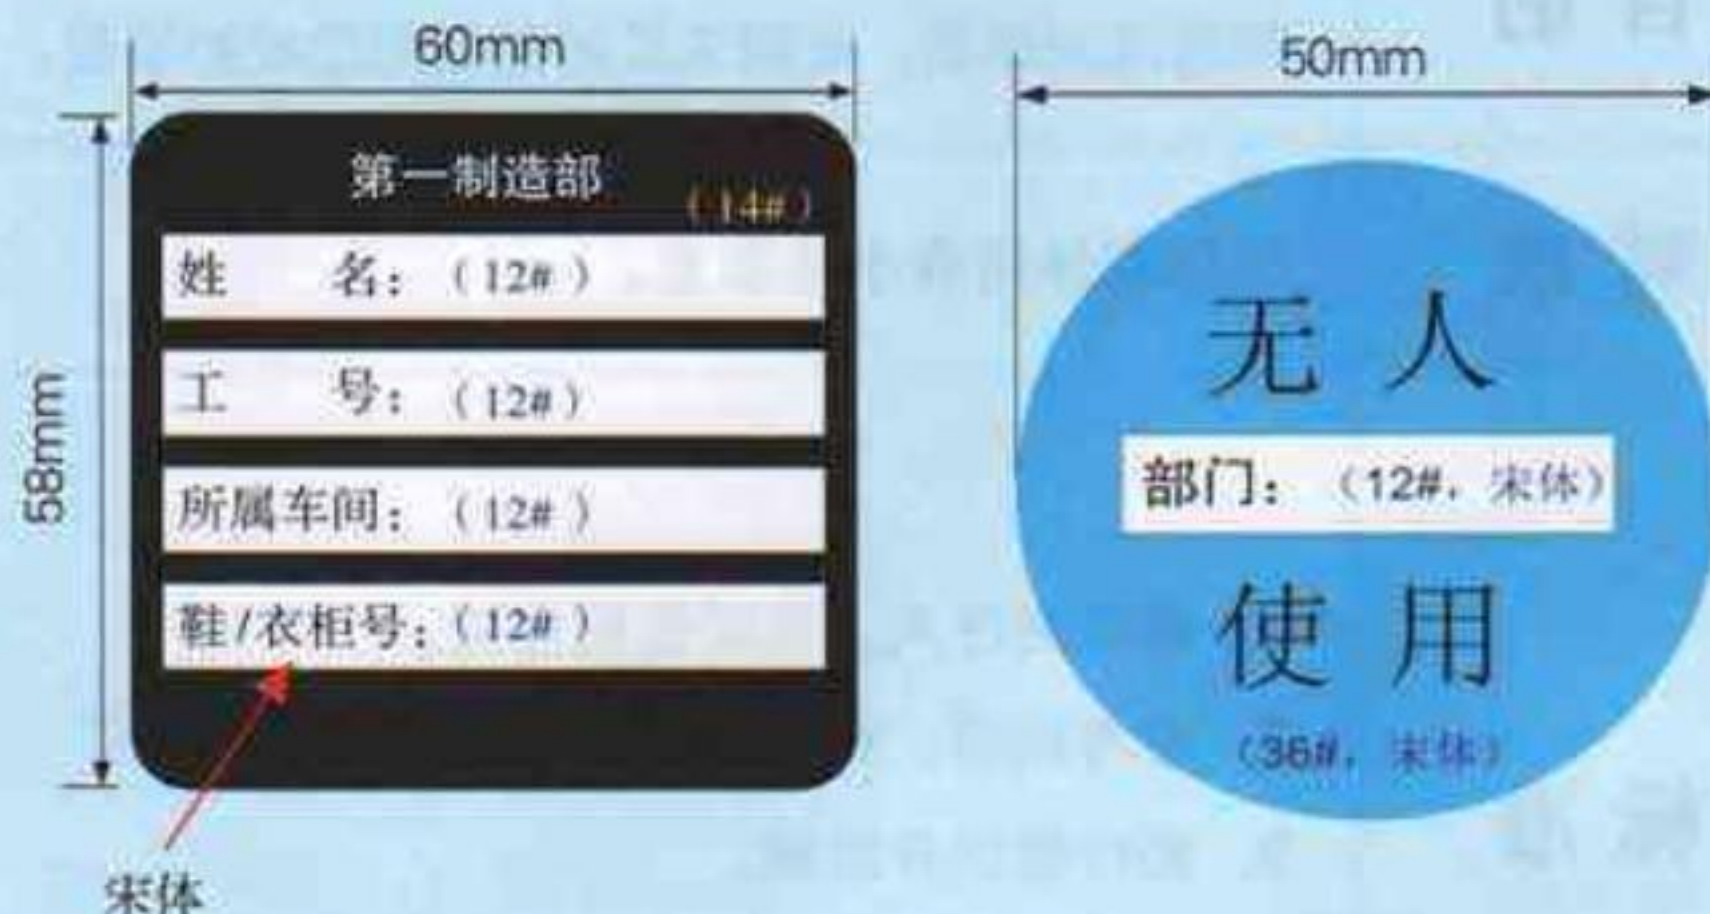 60mm
50mm
58mm
第一制造部
(14#)
姓 名：(12#)
工 号：(12#)
所属车间：(12#)
鞋/衣柜号：(12#)
宋体
无人
部门：(12#，宋体)
使用
(36#，宋体)